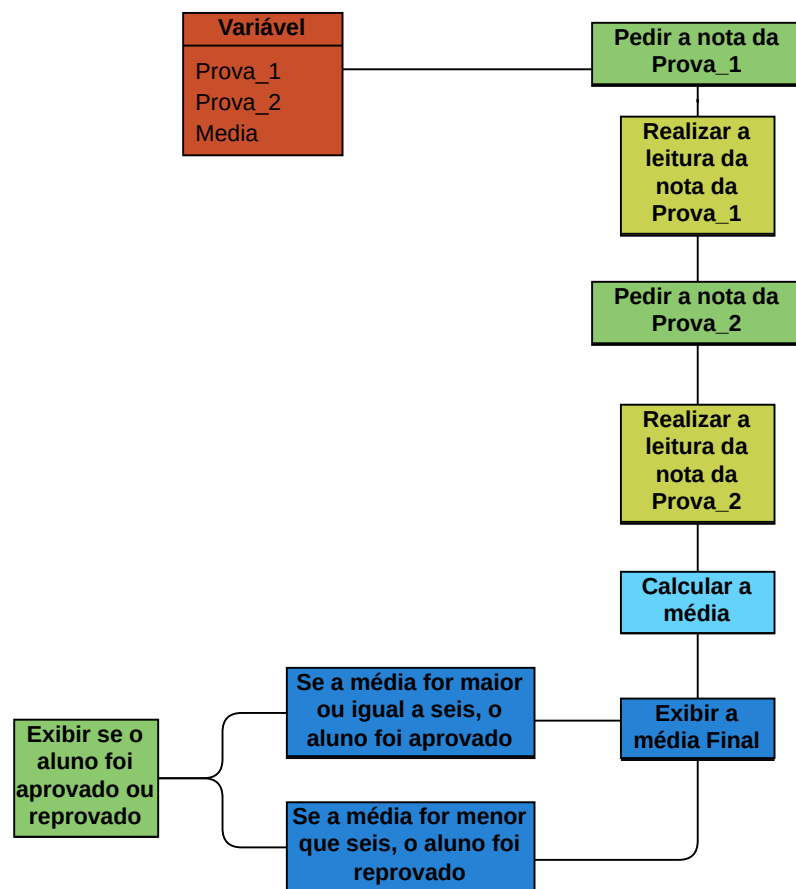 Variável
Prova_1
Prova_2
Media
Pedir a nota da
Prova_1
Realizar a
leitura da
nota da
Prova_1
Pedir a nota da
Prova_2
Realizar a
leitura da
nota da
Prova_2
Calcular a
média
Exibir a
média Final
Se a média for maior
ou igual a seis, o
aluno foi aprovado
Se a média for menor
que seis, o aluno foi
reprovado
Exibir se o
aluno foi
aprovado ou
reprovado